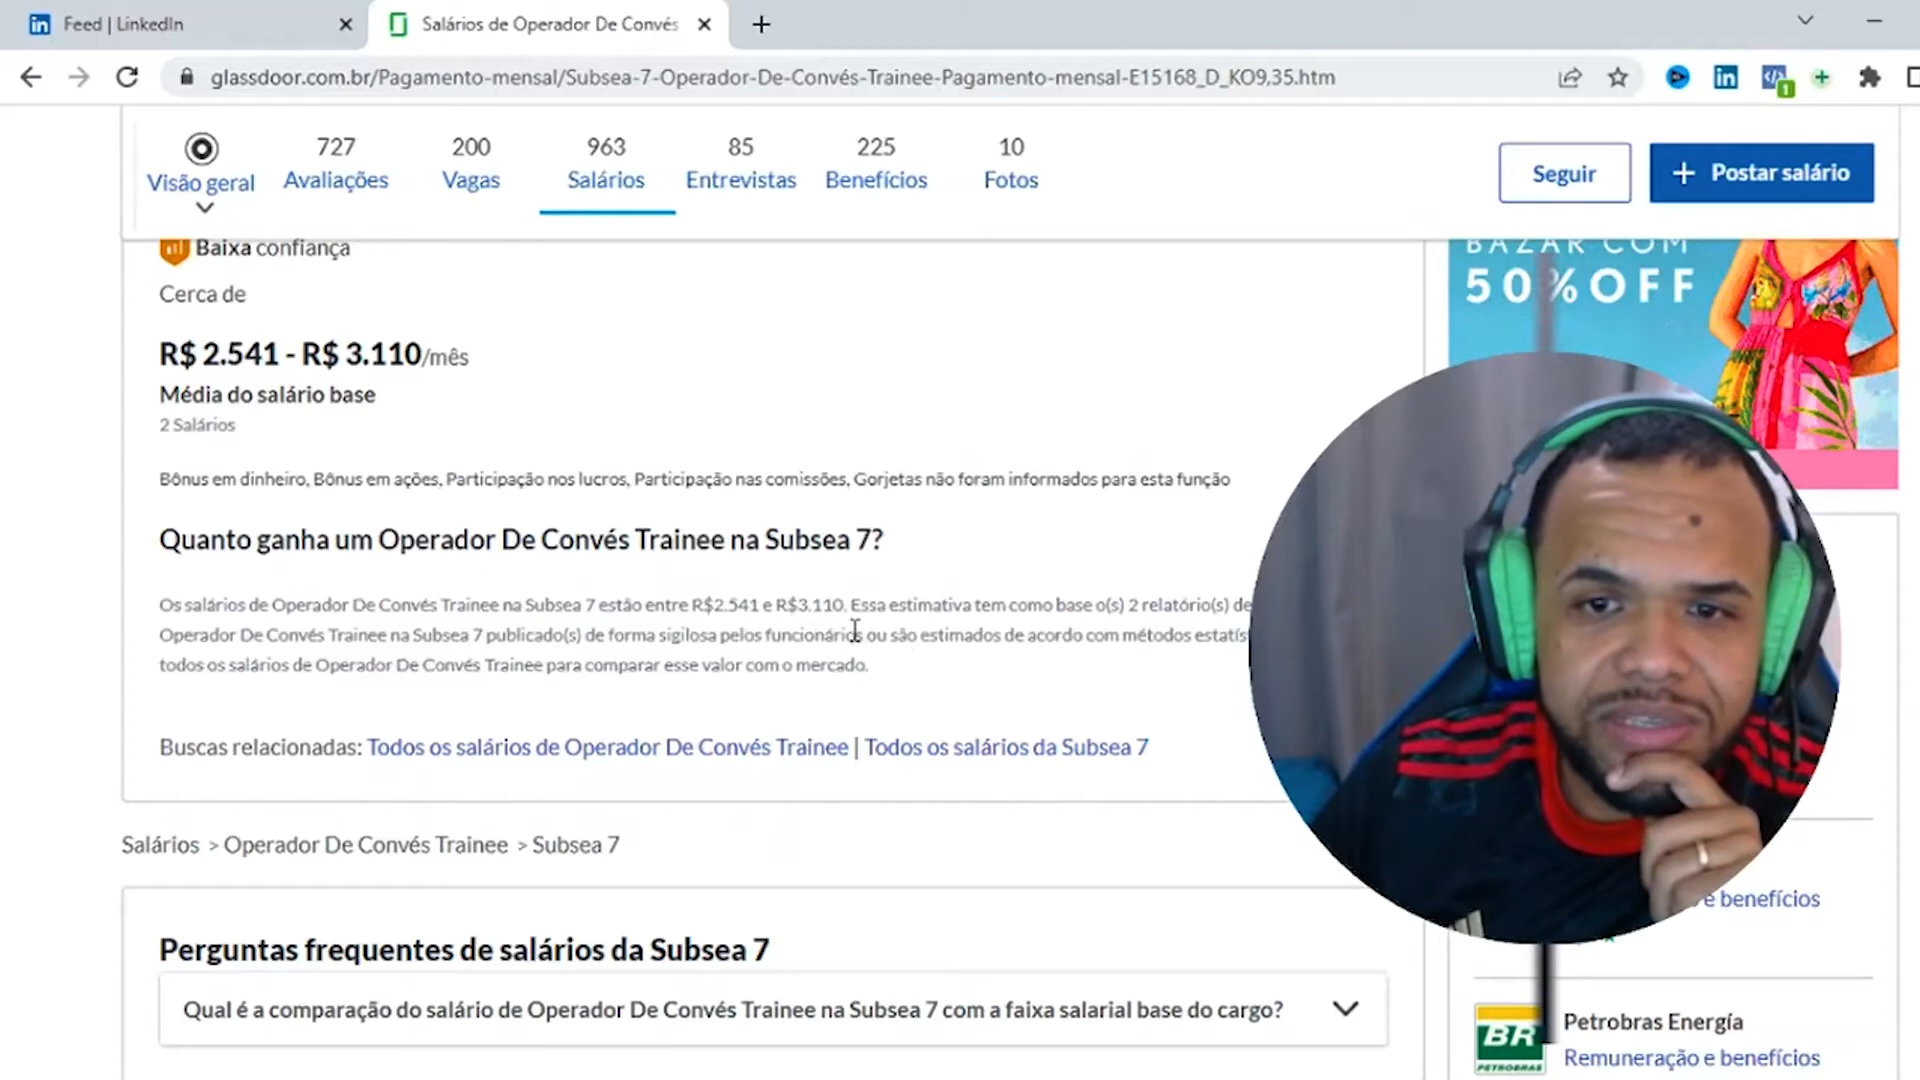 Feed | LinkedIn
Salários de Operador De Convés
glassdoor.com.br/Pagamento-mensal/Subsea-7-Operador-De-Convés-Trainee-Pagamento-mensal-E15168_D_KO9,35.htm
1
727
200
963
85
225
10
Visão geral
Avaliações
Vagas
Salários
Entrevistas
Benefícios
Fotos
Seguir
+ Postar salário
Baixa confiança
Cerca de
R$ 2.541 - R$ 3.110/mês
Média do salário base
2 Salários
Bônus em dinheiro, Bônus em ações, Participação nos lucros, Participação nas comissões, Gorjetas não foram informados para esta função
Quanto ganha um Operador De Convés Trainee na Subsea 7?
Os salários de Operador De Convés Trainee na Subsea 7 estão entre R$2.541 e R$3.110. Essa estimativa tem como base o(s) 2 relatório(s) de
Operador De Convés Trainee na Subsea 7 publicado(s) de forma sigilosa pelos funcionários ou são estimados de acordo com métodos estatís
todos os salários de Operador De Convés Trainee para comparar esse valor com o mercado.
Buscas relacionadas: Todos os salários de Operador De Convés Trainee | Todos os salários da Subsea 7
Salários > Operador De Convés Trainee > Subsea 7
Perguntas frequentes de salários da Subsea 7
Qual é a comparação do salário de Operador De Convés Trainee na Subsea 7 com a faixa salarial base do cargo?
BAZAR COM
50%OFF
e benefícios
BR
PETROBRAS
Petrobras Energía
Remuneração e benefícios